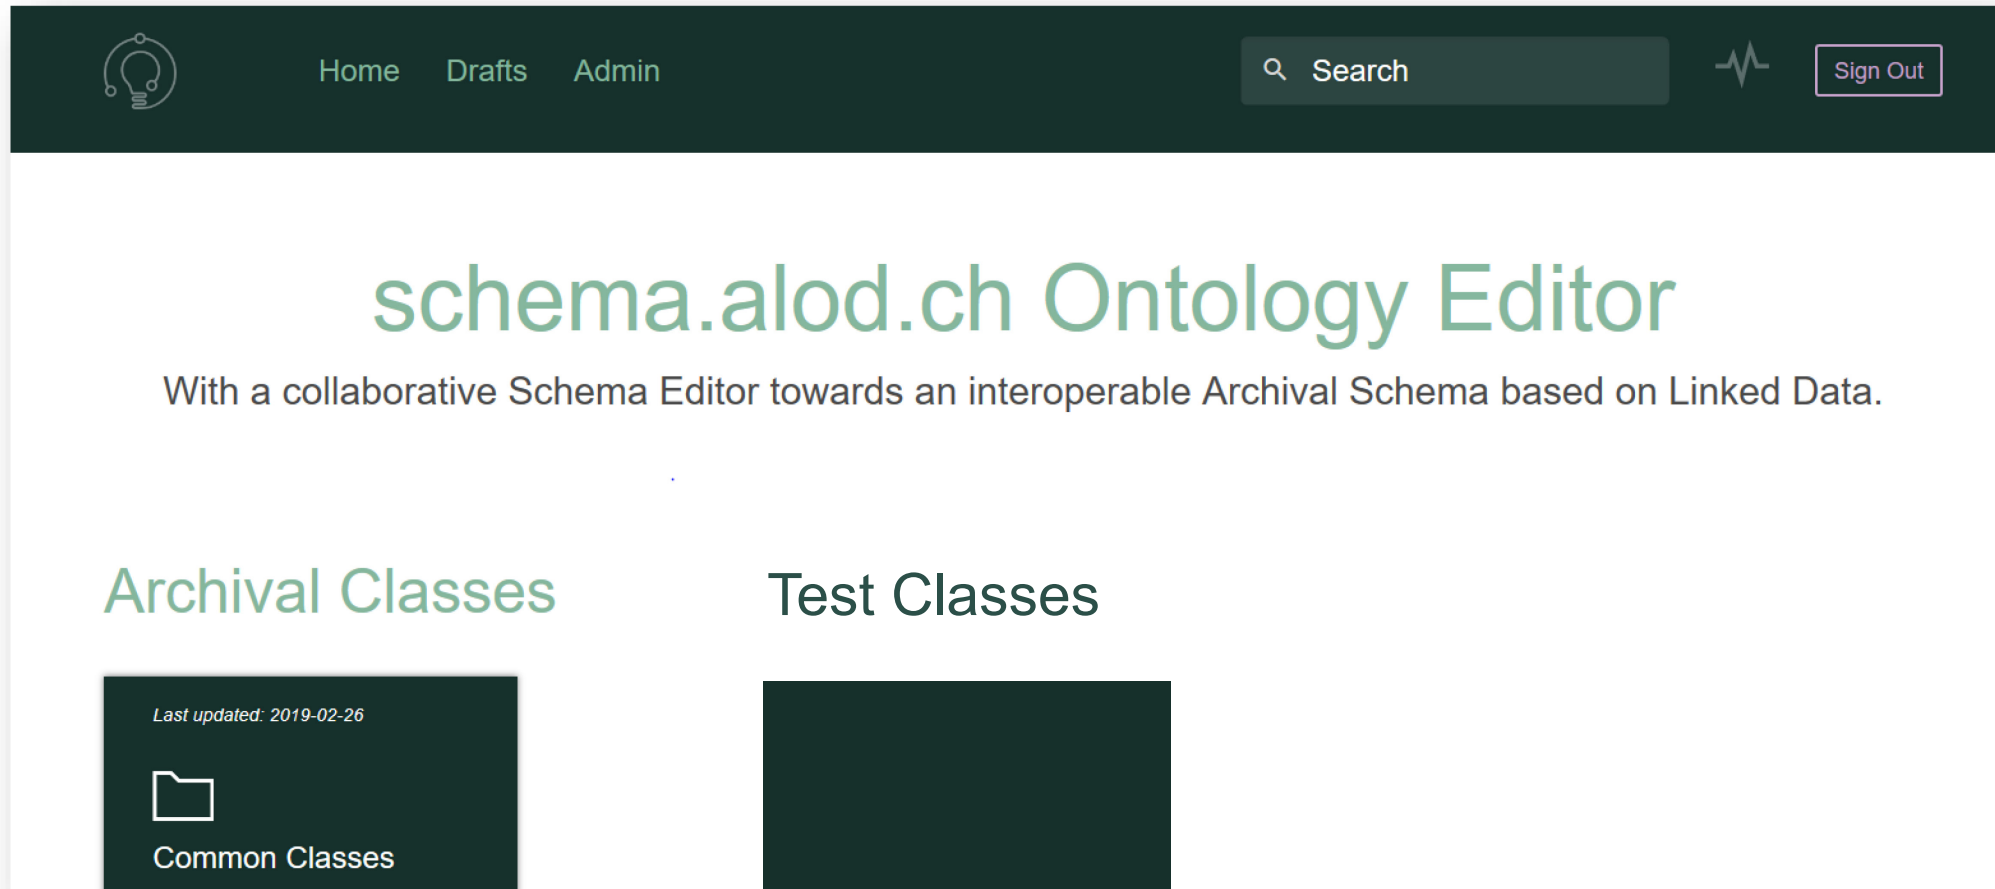 Home Drafts Admin Search Sign Out
schema.alod.ch Ontology Editor
With a collaborative Schema Editor towards an interoperable Archival Schema based on Linked Data.
Archival Classes
Test Classes
Last updated: 2019-02-26
Common Classes